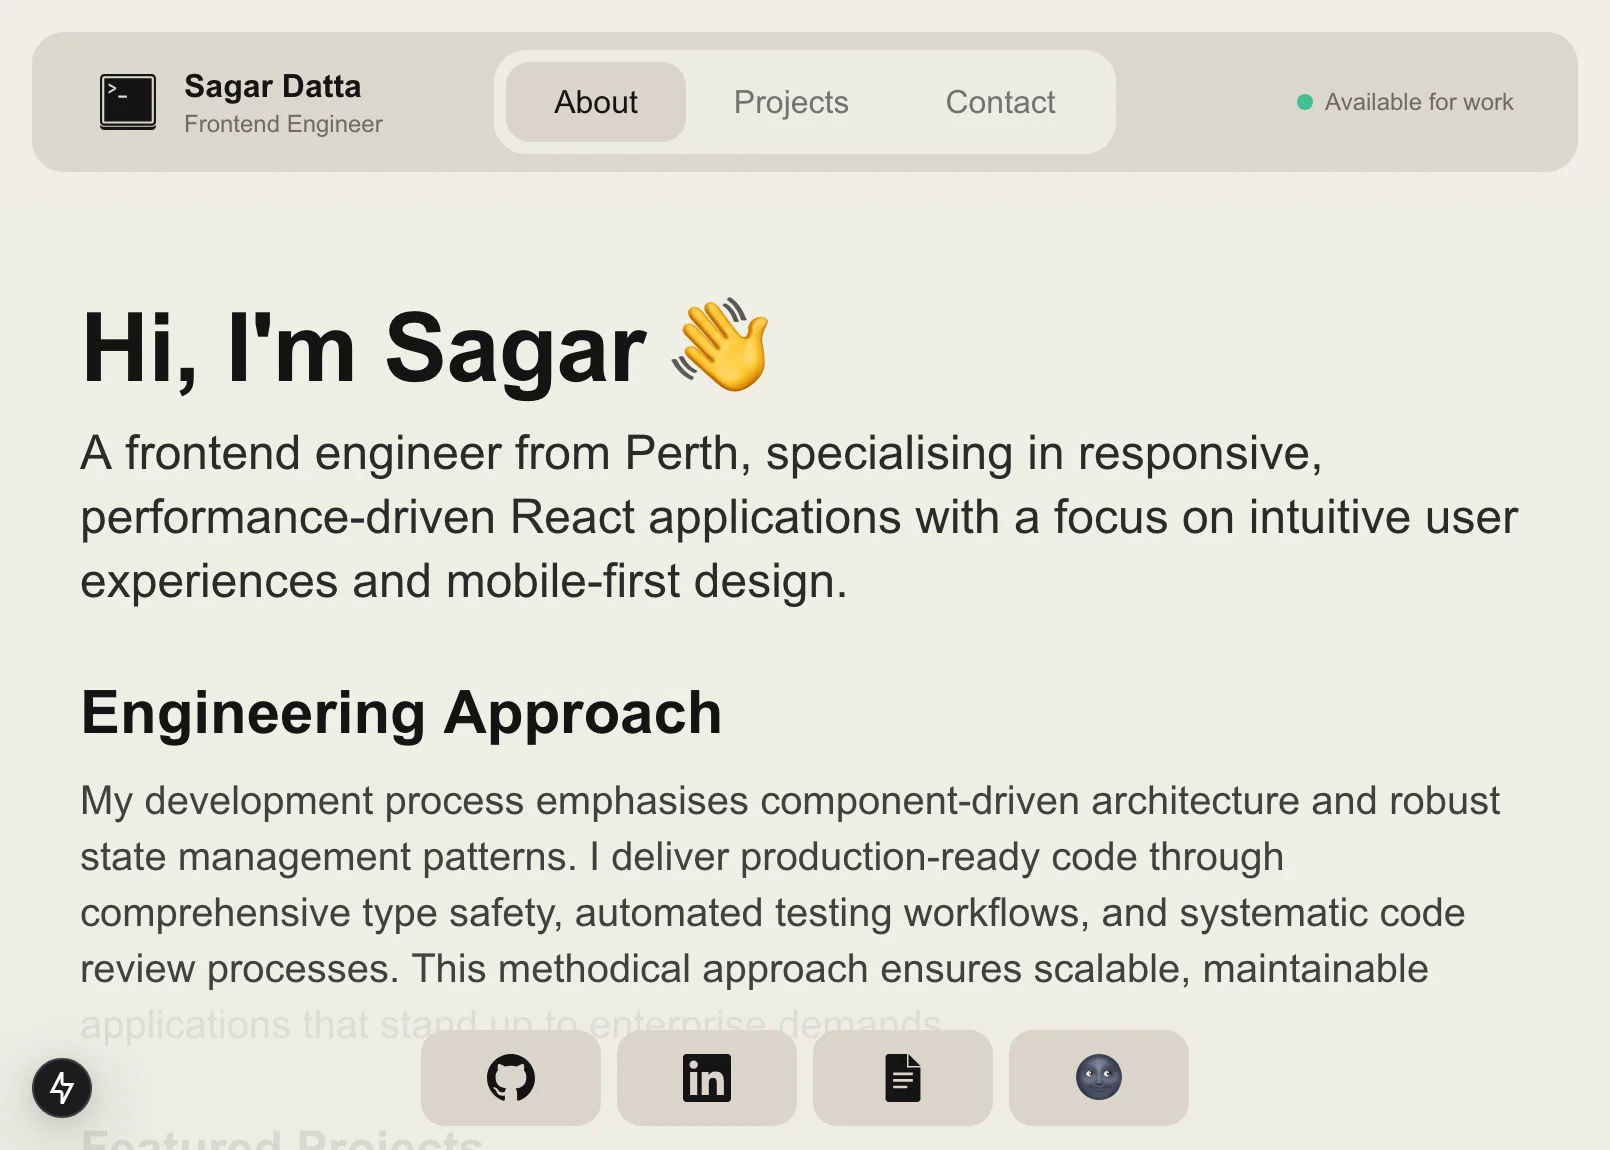 >_
Sagar Datta
Frontend Engineer
About
Projects
Contact
Available for work
Hi, I'm Sagar 👋
A frontend engineer from Perth, specialising in responsive,
performance-driven React applications with a focus on intuitive user
experiences and mobile-first design.
Engineering Approach
My development process emphasises component-driven architecture and robust
state management patterns. I deliver production-ready code through
comprehensive type safety, automated testing workflows, and systematic code
review processes. This methodical approach ensures scalable, maintainable
applications that stand up to enterprise demands.
in
Featured Projects